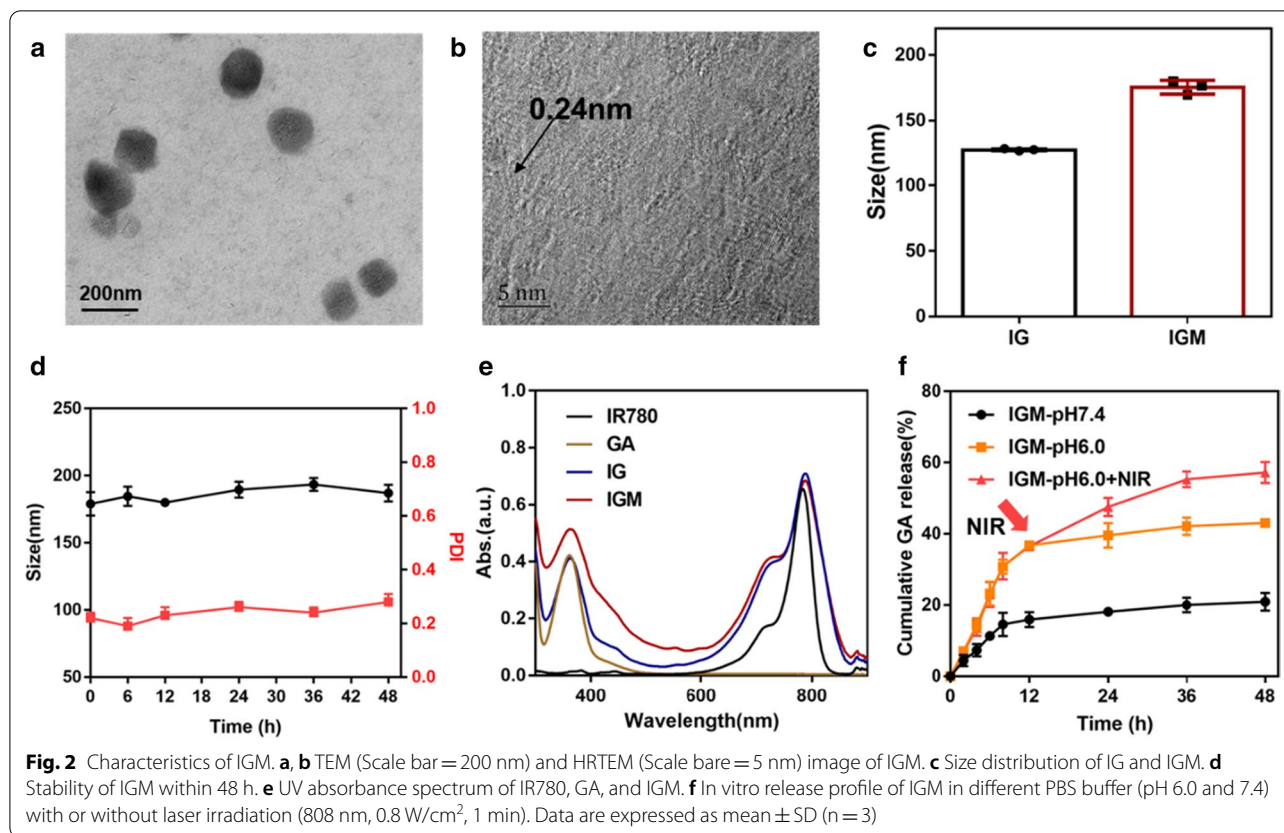 a
200nm
b
0.24nm
5 nm
c
200
150
100
50
0
Size(nm)
IG
IGM
d
250
200
150
100
50
Size(nm)
1.0
0.8
0.6
0.4
0.2
0.0
PDI
0 6 12 18 24 30 36 42 48
Time (h)
e
1.0
0.8
0.6
0.4
0.2
0.0
Abs.(a.u.)
IR780
GA
IG
IGM
400 600 800
Wavelength(nm)
f
80
60
40
20
0
Cumulative GA release(%)
IGM-pH7.4
IGM-pH6.0
IGM-pH6.0+NIR
NIR
0 12 24 36 48
Time (h)
Fig. 2 Characteristics of IGM. a, b TEM (Scale bar = 200 nm) and HRTEM (Scale bare = 5 nm) image of IGM. c Size distribution of IG and IGM. d
Stability of IGM within 48 h. e UV absorbance spectrum of IR780, GA, and IGM. f In vitro release profile of IGM in different PBS buffer (pH 6.0 and 7.4)
with or without laser irradiation (808 nm, 0.8 W/cm², 1 min). Data are expressed as mean ± SD (n = 3)